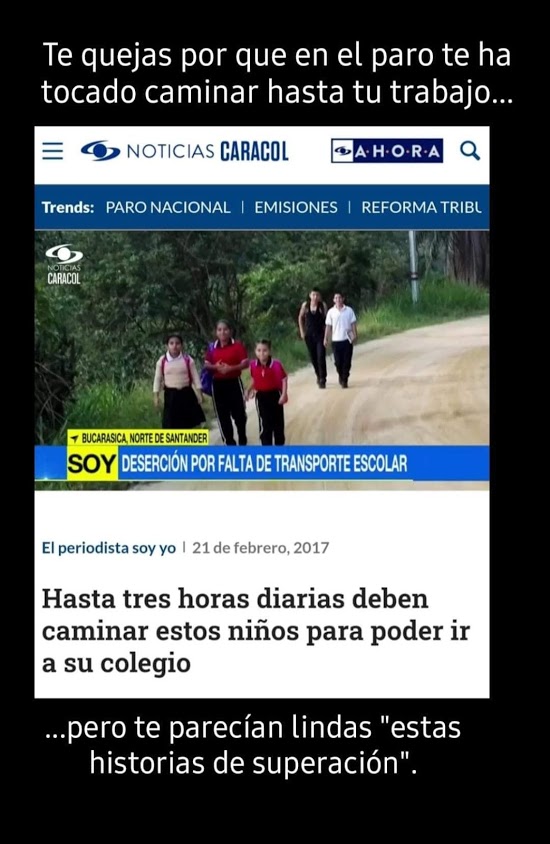 Te quejas por que en el paro te ha
tocado caminar hasta tu trabajo...
NOTICIAS CARACOL
A·H·O·R·A
Trends: PARO NACIONAL | EMISIONES | REFORMA TRIBU
NOTICIAS
CARACOL
BUCARASICA, NORTE DE SANTANDER
SOY DESERCIÓN POR FALTA DE TRANSPORTE ESCOLAR
El periodista soy yo | 21 de febrero, 2017
Hasta tres horas diarias deben
caminar estos niños para poder ir
a su colegio
...pero te parecían lindas "estas
historias de superación".